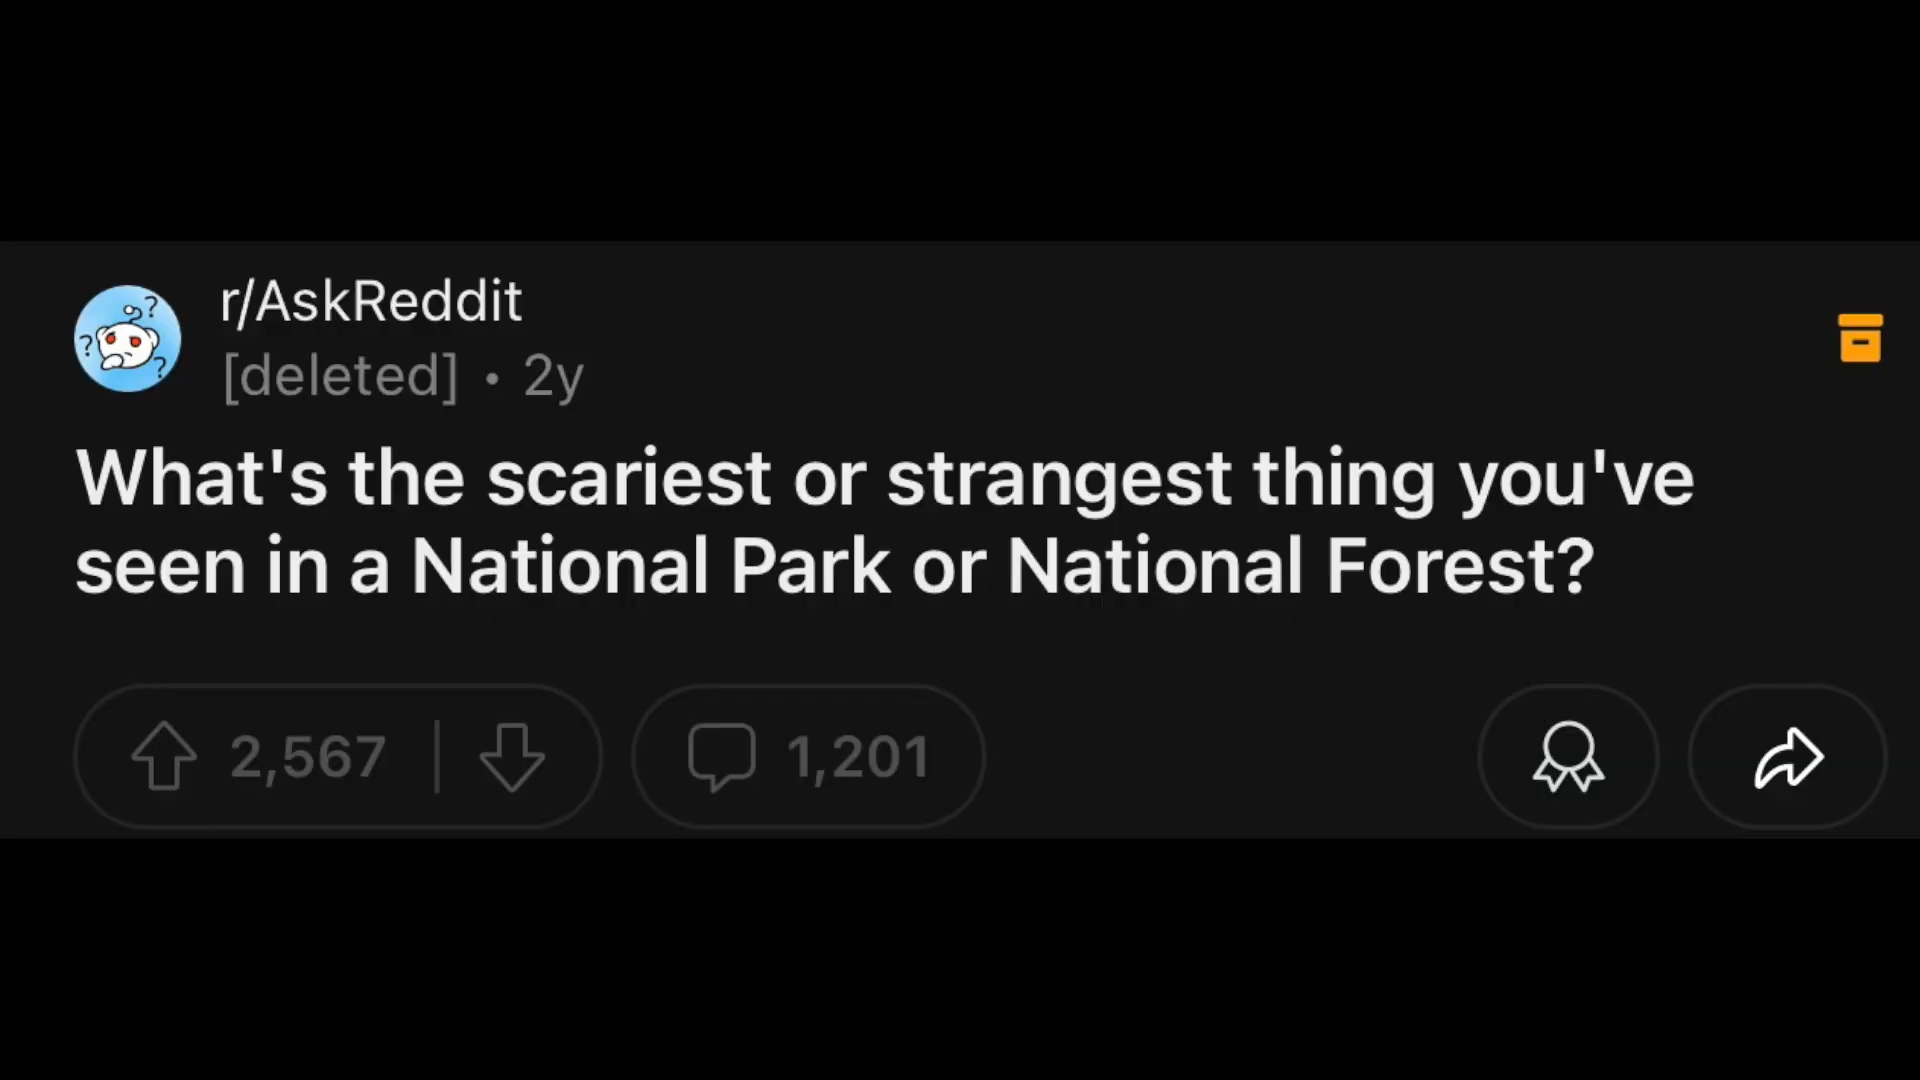 r/AskReddit
[deleted] • 2y
What's the scariest or strangest thing you've
seen in a National Park or National Forest?
2,567
1,201